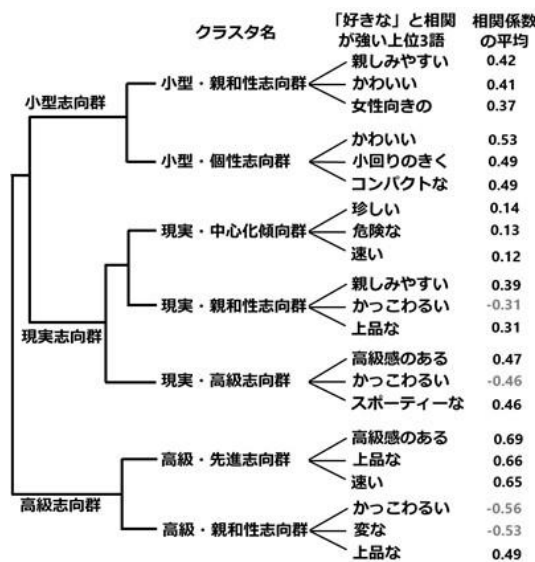 クラスタ名
「好きな」と相関が強い上位3語
相関係数の平均
小型志向群
小型・親和性志向群
親しみやすい 0.42
かわいい 0.41
女性向きの 0.37
小型・個性志向群
かわいい 0.53
小回りのきく 0.49
コンパクトな 0.49
現実志向群
現実・中心化傾向群
珍しい 0.14
危険な 0.13
速い 0.12
現実・親和性志向群
親しみやすい 0.39
かっこわるい -0.31
上品な 0.31
現実・高級志向群
高級感のある 0.47
かっこわるい -0.46
スポーティーな 0.46
高級志向群
高級・先進志向群
高級感のある 0.69
上品な 0.66
速い 0.65
高級・親和性志向群
かっこわるい -0.56
変な -0.53
上品な 0.49